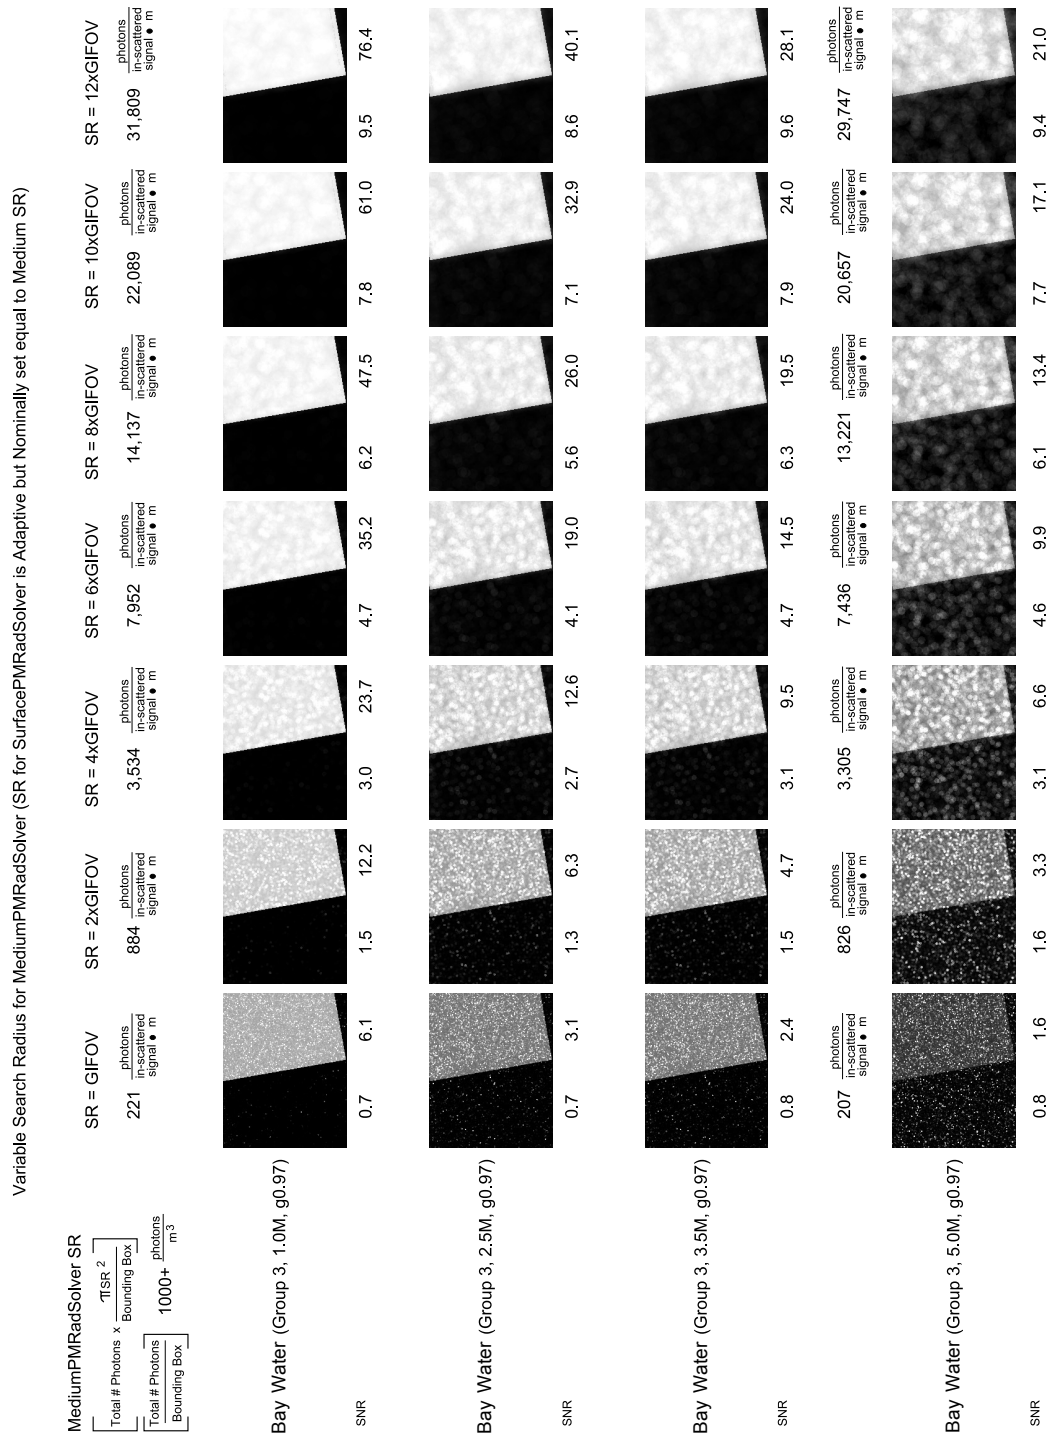 Variable Search Radius for MediumPMRadSolver (SR for SurfacePMRadSolver is Adaptive but Nominally set equal to Medium SR)
MediumPMRadSolver SR
SR = GIFOV
SR = 2xGIFOV
SR = 4xGIFOV
SR = 6xGIFOV
SR = 8xGIFOV
SR = 10xGIFOV
SR = 12xGIFOV
Total # Photons x πSR 2
Bounding Box
221 photons
in-scattered
signal ● m
884 photons
in-scattered
signal ● m
3,534 photons
in-scattered
signal ● m
7,952 photons
in-scattered
signal ● m
14,137 photons
in-scattered
signal ● m
22,089 photons
in-scattered
signal ● m
31,809 photons
in-scattered
signal ● m
Total # Photons
Bounding Box
1000+ photons
m 3
Bay Water (Group 3, 1.0M, g0.97)
SNR 0.7 6.1 1.5 12.2 3.0 23.7 4.7 35.2 6.2 47.5 7.8 61.0 9.5 76.4
Bay Water (Group 3, 2.5M, g0.97)
SNR 0.7 3.1 1.3 6.3 2.7 12.6 4.1 19.0 5.6 26.0 7.1 32.9 8.6 40.1
Bay Water (Group 3, 3.5M, g0.97)
SNR 0.8 2.4 1.5 4.7 3.1 9.5 4.7 14.5 6.3 19.5 7.9 24.0 9.6 28.1
207 photons
in-scattered
signal ● m
826 photons
in-scattered
signal ● m
3,305 photons
in-scattered
signal ● m
7,436 photons
in-scattered
signal ● m
13,221 photons
in-scattered
signal ● m
20,657 photons
in-scattered
signal ● m
29,747 photons
in-scattered
signal ● m
Bay Water (Group 3, 5.0M, g0.97)
SNR 0.8 1.6 1.6 3.3 3.1 6.6 4.6 9.9 6.1 13.4 7.7 17.1 9.4 21.0